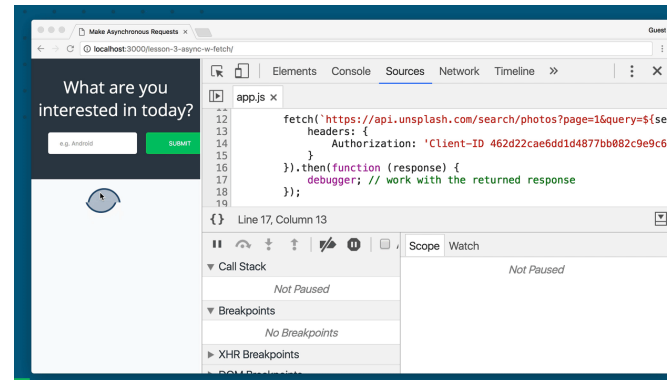 Make Asynchronous Requests ×
Guest
localhost:3000/lesson-3-async-w-fetch/
What are you
interested in today?
e.g. Android
SUBMIT
Elements Console Sources Network Timeline »
app.js ×
12 fetch(`https://api.unsplash.com/search/photos?page=1&query=${se
13 headers: {
14 Authorization: 'Client-ID 462d22cae6dd1d4877bb082c9e9c6
15 }
16 }).then(function (response) {
17 debugger; // work with the returned response
18 });
19
{} Line 17, Column 13
Scope Watch
Call Stack
Not Paused
Not Paused
Breakpoints
No Breakpoints
XHR Breakpoints
DOM Breakpoints